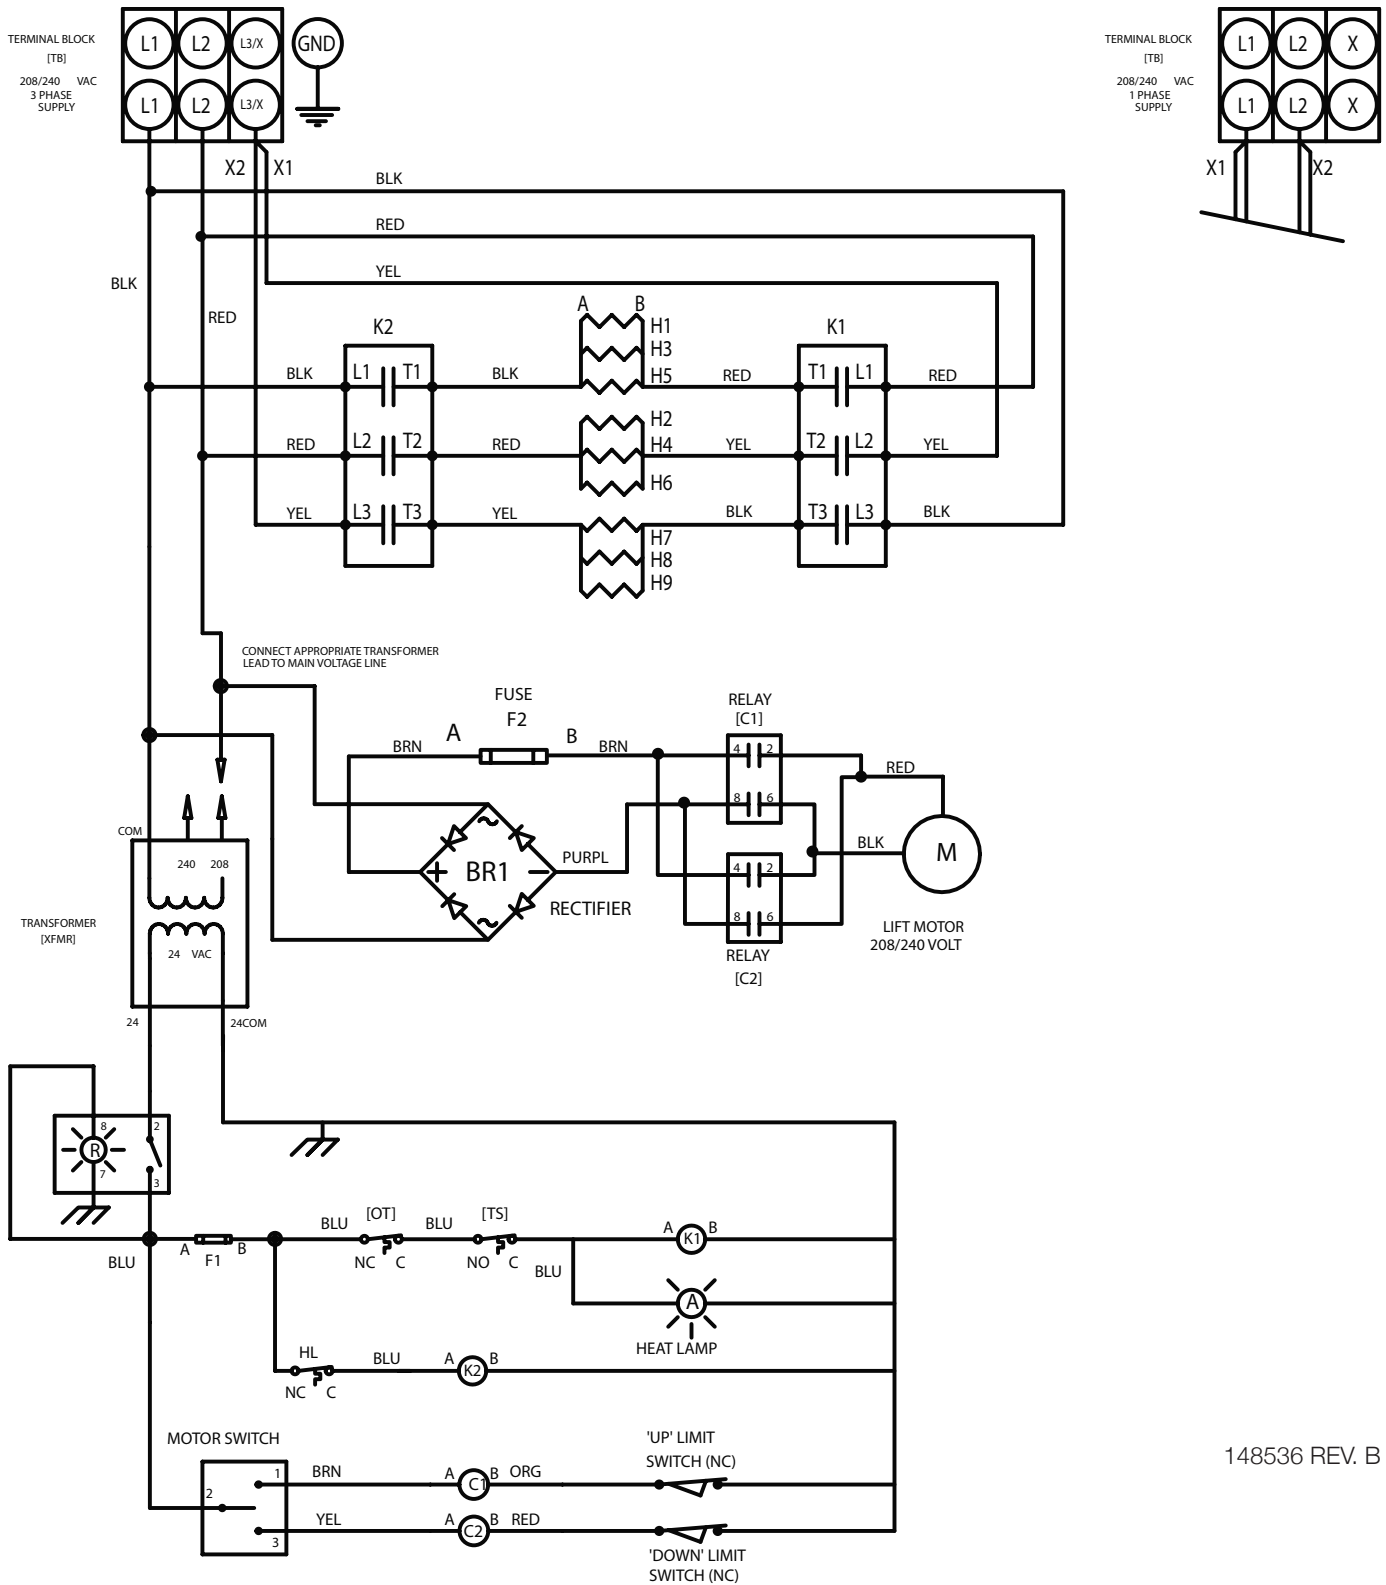 TERMINAL BLOCK
[TB]
208/240 VAC
3 PHASE
SUPPLY
L1 L2 L3/X GND
L1 L2 L3/X
X2 X1
TERMINAL BLOCK
[TB]
208/240 VAC
1 PHASE
SUPPLY
L1 L2 X
L1 L2 X
X1 X2
BLK
RED
YEL
BLK
RED
A B
K2 H1 K1
H3
BLK L1 T1 BLK H5 RED T1 L1 RED
H2
RED L2 T2 RED H4 YEL T2 L2 YEL
H6
YEL L3 T3 YEL BLK T3 L3 BLK
H7
H8
H9
CONNECT APPROPRIATE TRANSFORMER
LEAD TO MAIN VOLTAGE LINE
FUSE
F2
A B
BRN BRN
RELAY
[C1]
4 2
8 6
RED
COM
240 208
BR1
PURPL
RECTIFIER
BLK M
4 2
8 6
RELAY
[C2]
LIFT MOTOR
208/240 VOLT
TRANSFORMER
[XFMR]
24 VAC
24 24COM
8 2
R
7 3
BLU
A F1 B
BLU [OT] BLU [TS]
NC C NO C
BLU
A K1 B
A
HEAT LAMP
HL
NC C
BLU A K2 B
MOTOR SWITCH
1
2
3
BRN A C1 B ORG
'UP' LIMIT
SWITCH (NC)
YEL A C2 B RED
'DOWN' LIMIT
SWITCH (NC)
148536 REV. B